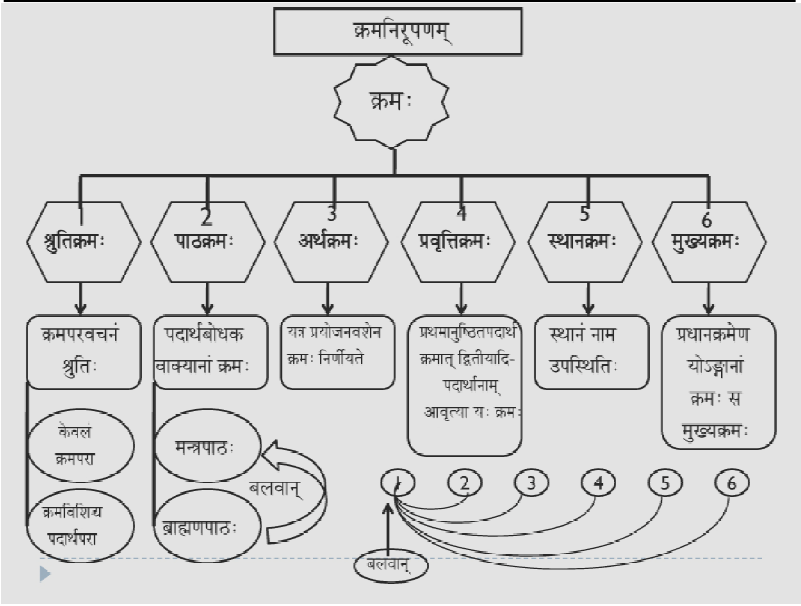 क्रमनिरूपणम्
क्रमः
1
श्रुतिक्रमः
2
पाठक्रमः
3
अर्थक्रमः
4
प्रवृत्तिक्रमः
5
स्थानक्रमः
6
मुख्यक्रमः
क्रमपरवचनं
श्रुतिः
पदार्थबोधक
वाक्यानां क्रमः
यत्र प्रयोजनवशेन
क्रमः निर्णीयते
प्रथमानुष्ठितपदार्थ
क्रमात् द्वितीयादि-
पदार्थानाम्
आवृत्या यः क्रमः
स्थानं नाम
उपस्थितिः
प्रधानक्रमेण
योऽङ्गानां
क्रमः स
मुख्यक्रमः
केवलं
क्रमपरा
क्रमविशिष्ट
पदार्थपरा
मन्त्रपाठः
ब्राह्मणपाठः
बलवान्
1 2 3 4 5 6
बलवान्